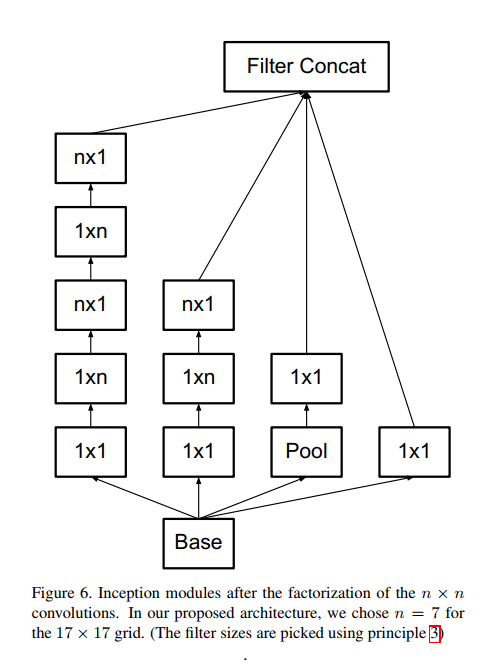 Filter Concat
nx1
1xn
nx1
nx1
1xn
1xn
1x1
1x1
1x1
Pool
1x1
Base
Figure 6. Inception modules after the factorization of the n × n
convolutions. In our proposed architecture, we chose n = 7 for
the 17 × 17 grid. (The filter sizes are picked using principle 3)
.